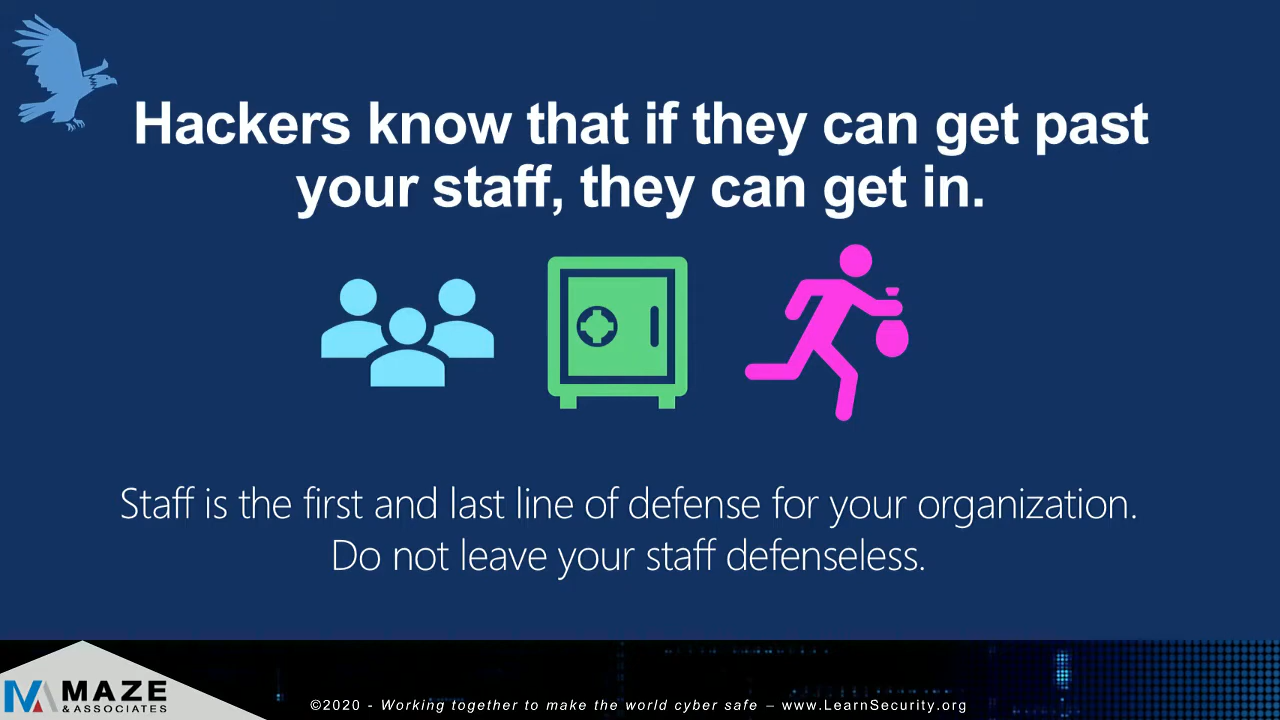 Hackers know that if they can get past
your staff, they can get in.
Staff is the first and last line of defense for your organization.
Do not leave your staff defenseless.
MAZE
& ASSOCIATES
©2020 - Working together to make the world cyber safe – www.LearnSecurity.org